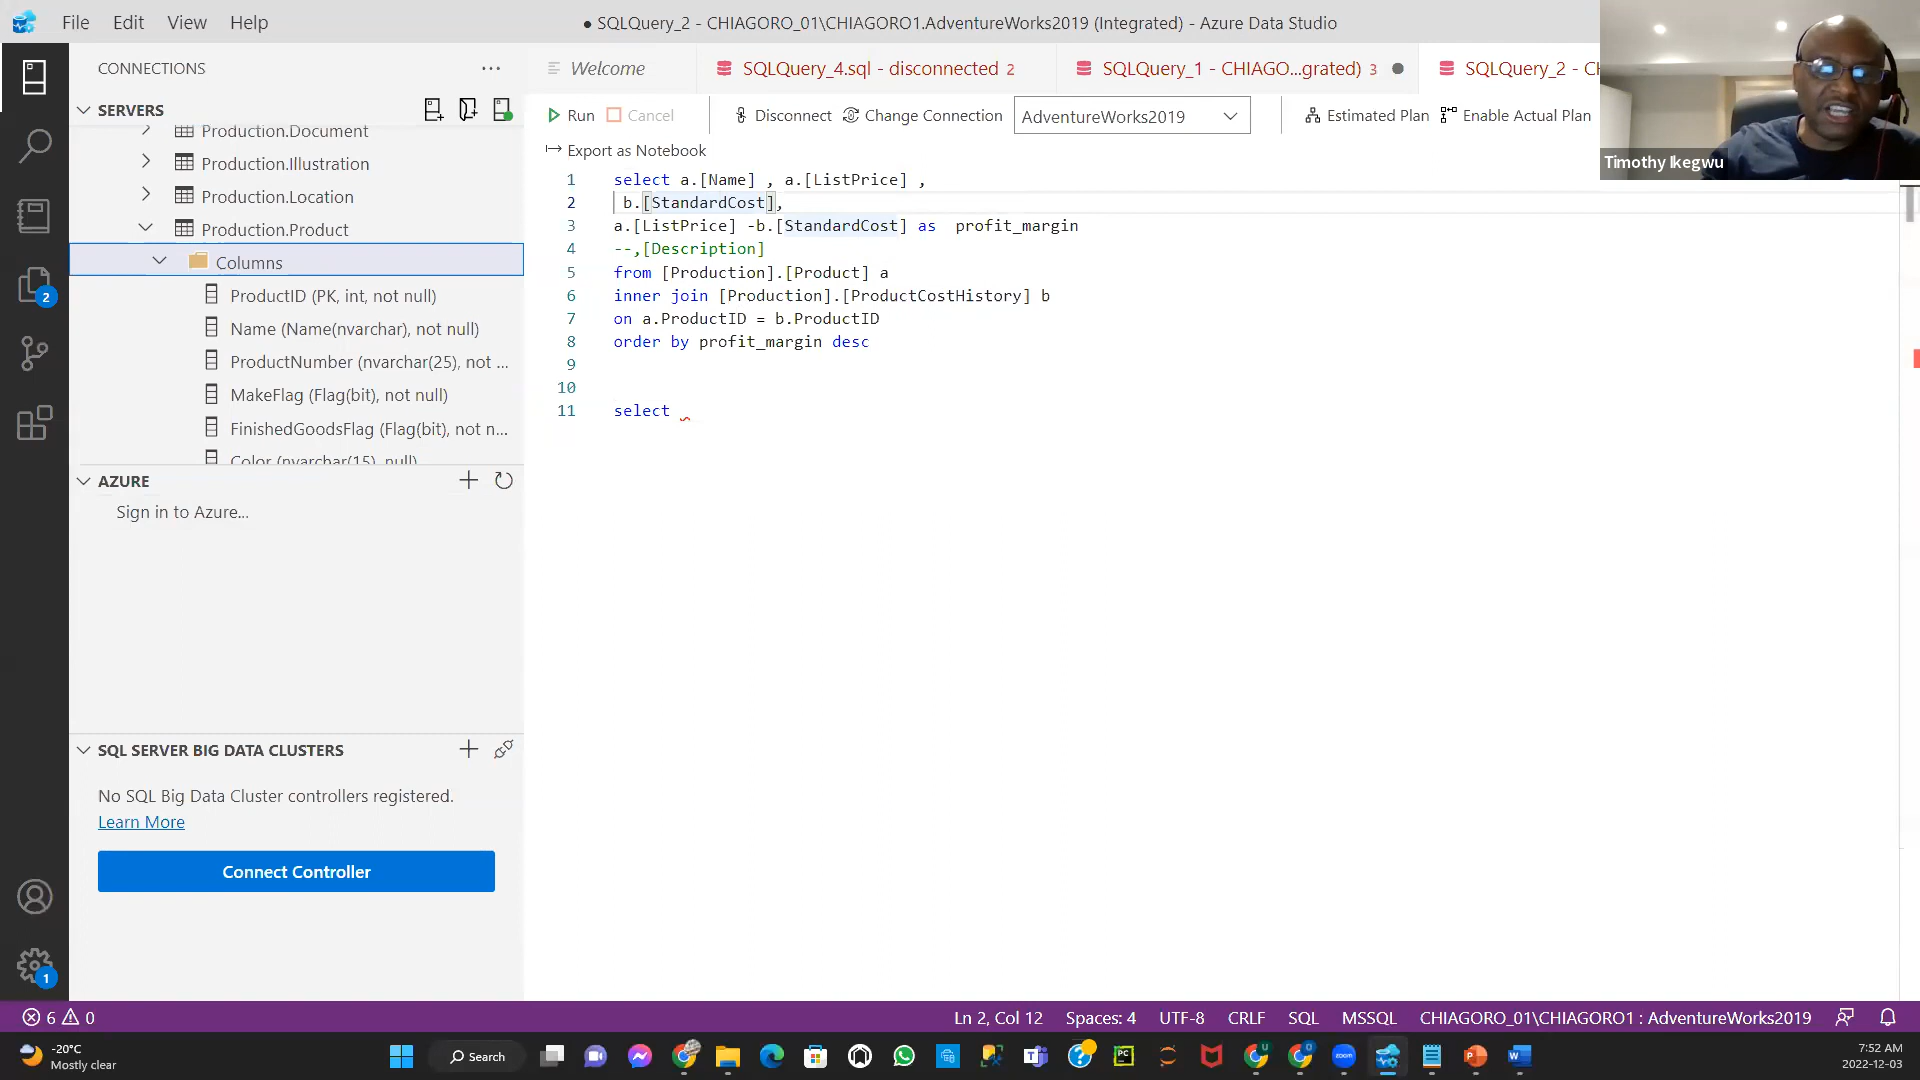 File Edit View Help
● SQLQuery_2 - CHIAGORO_01\CHIAGORO1.AdventureWorks2019 (Integrated) - Azure Data Studio
CONNECTIONS
Welcome
SQLQuery_4.sql - disconnected 2
SQLQuery_1 - CHIAGO...grated) 3
SQLQuery_2 - CH
SERVERS
Run Cancel Disconnect Change Connection AdventureWorks2019 Estimated Plan Enable Actual Plan
Export as Notebook
Timothy Ikegwu
Production.Document
Production.Illustration
Production.Location
Production.Product
Columns
ProductID (PK, int, not null)
Name (Name(nvarchar), not null)
ProductNumber (nvarchar(25), not ...
MakeFlag (Flag(bit), not null)
FinishedGoodsFlag (Flag(bit), not n...
Color (nvarchar(15), null)
1 select a.[Name] , a.[ListPrice] ,
2 b.[StandardCost],
3 a.[ListPrice] -b.[StandardCost] as  profit_margin
4 --,[Description]
5 from [Production].[Product] a
6 inner join [Production].[ProductCostHistory] b
7 on a.ProductID = b.ProductID
8 order by profit_margin desc
9
10
11 select
AZURE
Sign in to Azure...
SQL SERVER BIG DATA CLUSTERS
No SQL Big Data Cluster controllers registered.
Learn More
Connect Controller
2
1
6 0
Ln 2, Col 12 Spaces: 4 UTF-8 CRLF SQL MSSQL CHIAGORO_01\CHIAGORO1 : AdventureWorks2019
-20°C
Mostly clear
Search
7:52 AM
2022-12-03